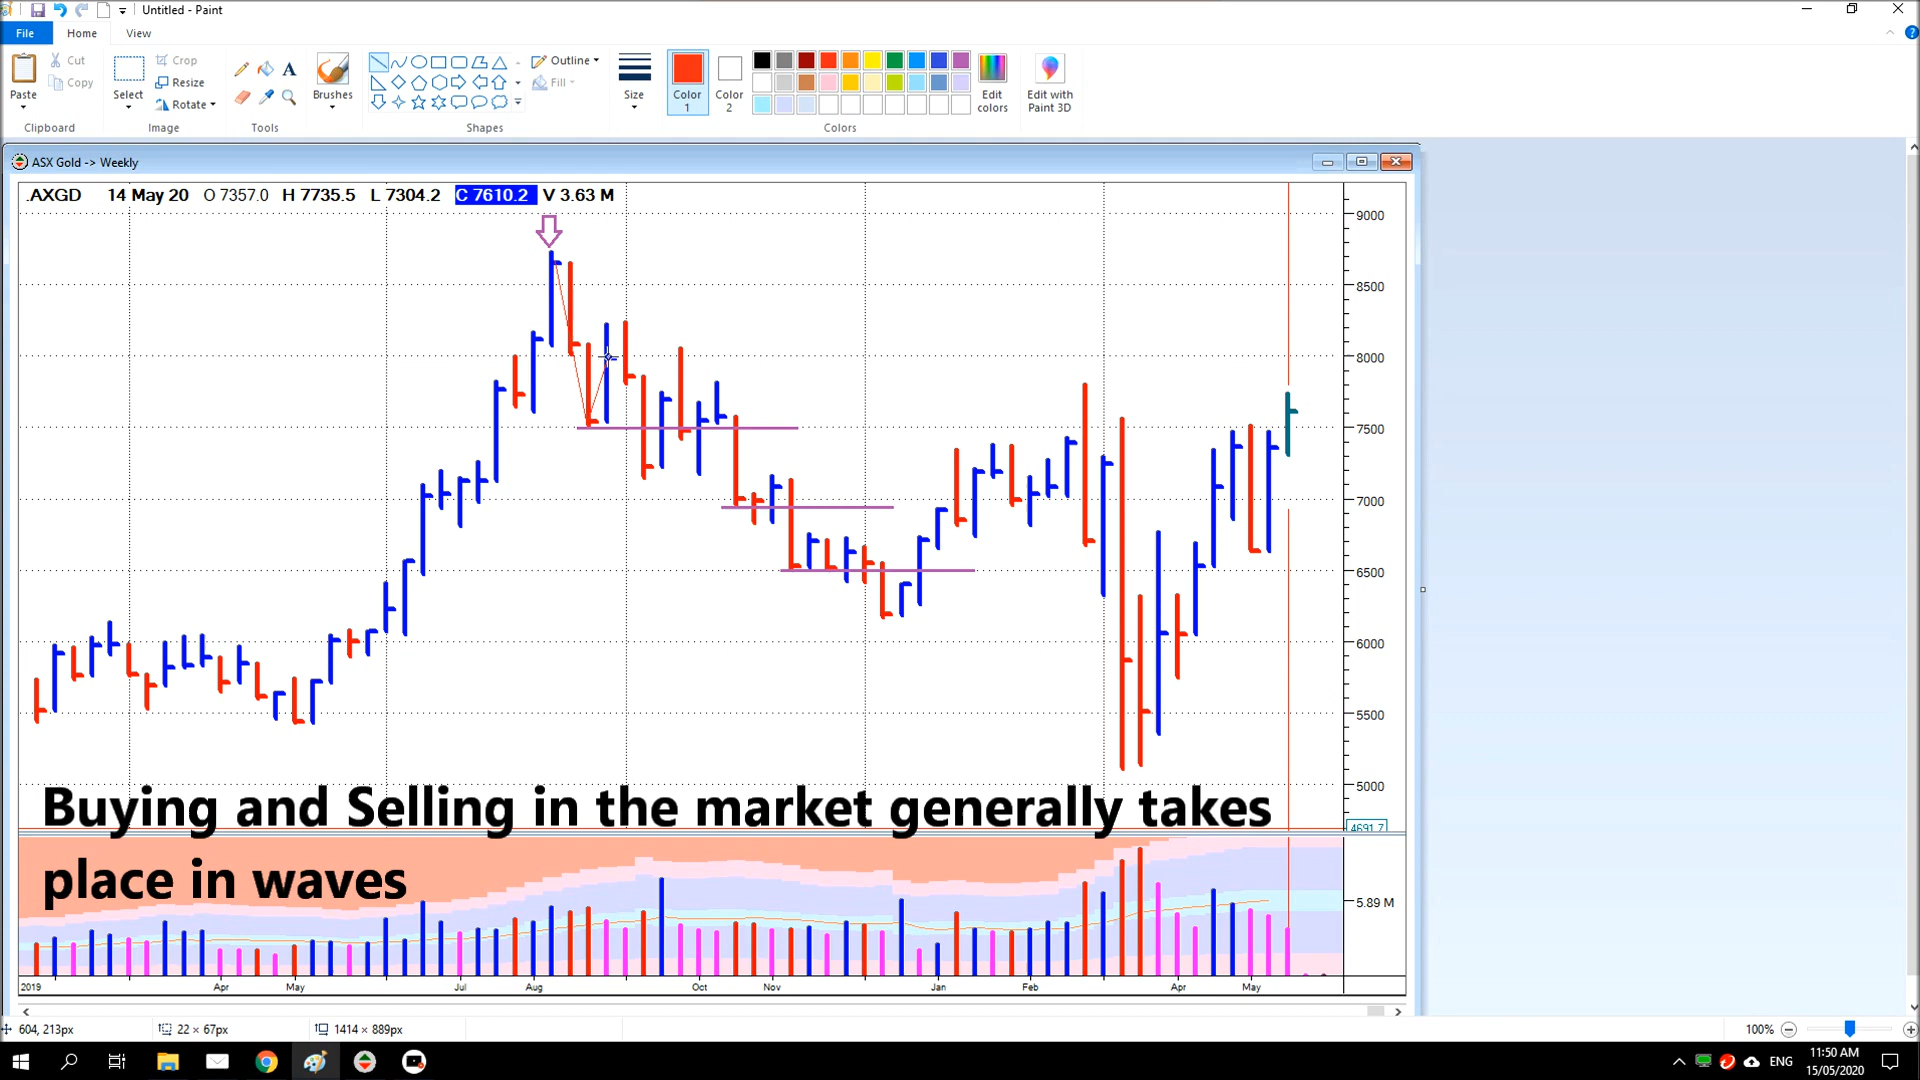 Untitled - Paint
File Home View
Paste
Cut
Copy
Clipboard
Select
Crop
Resize
Rotate
Image
Tools
Brushes
Shapes
Outline
Fill
Size
Color 1
Color 2
Edit colors
Edit with Paint 3D
Colors
ASX Gold -> Weekly
.AXGD 14 May 20 O 7357.0 H 7735.5 L 7304.2 C 7610.2 V 3.63 M
9000
8500
8000
7500
7000
6500
6000
5500
5000
4691.7
Buying and Selling in the market generally takes
place in waves
5.89 M
2019 Apr May Jul Aug Oct Nov Jan Feb Apr May
604, 213px 22 × 67px 1414 × 889px 100%
ENG
11:50 AM
15/05/2020